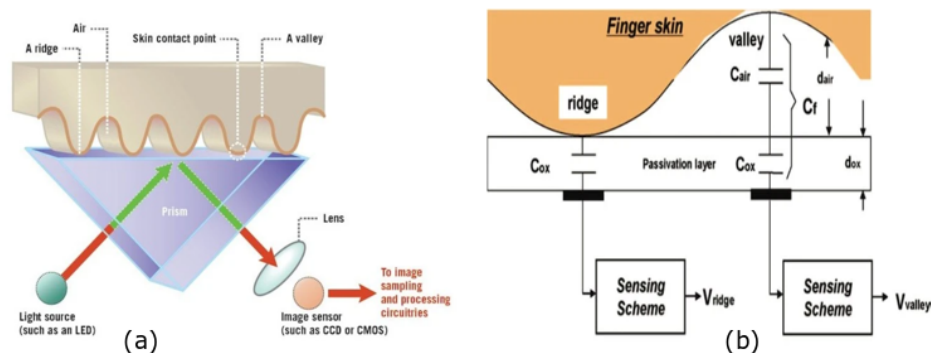 Air
A ridge
Skin contact point
A valley
Prism
Lens
Light source
(such as an LED)
Image sensor
(such as CCD or CMOS)
To image
sampling
and processing
circuitries
(a)
Finger skin
valley
Cair
dair
Cf
ridge
Cox
Passivation layer
Cox
dox
Sensing
Scheme
Vridge
Sensing
Scheme
Vvalley
(b)